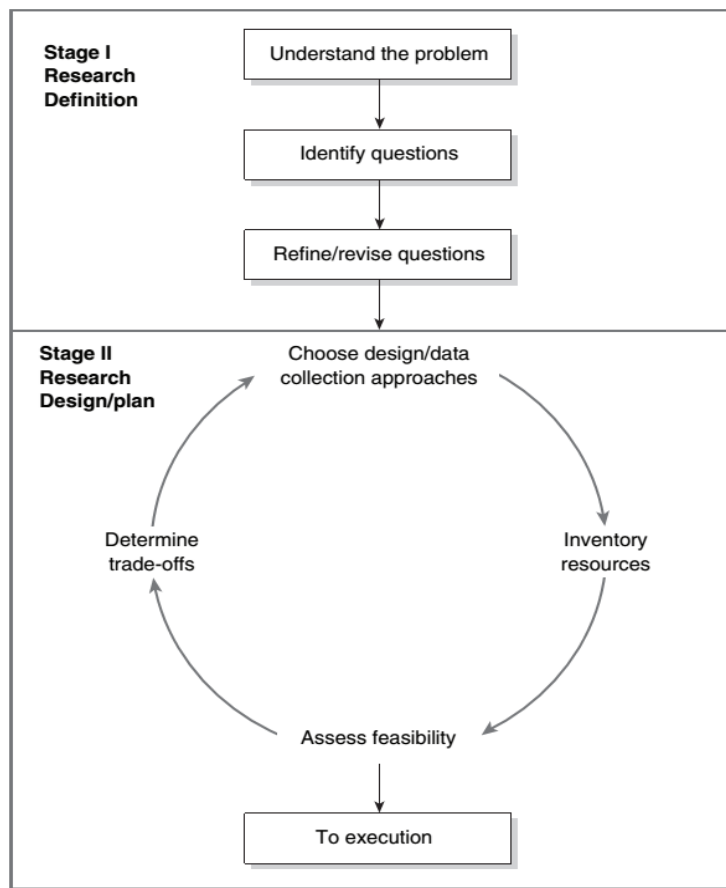 Stage I
Research
Definition
Understand the problem
Identify questions
Refine/revise questions
Stage II
Research
Design/plan
Choose design/data
collection approaches
Determine
trade-offs
Inventory
resources
Assess feasibility
To execution